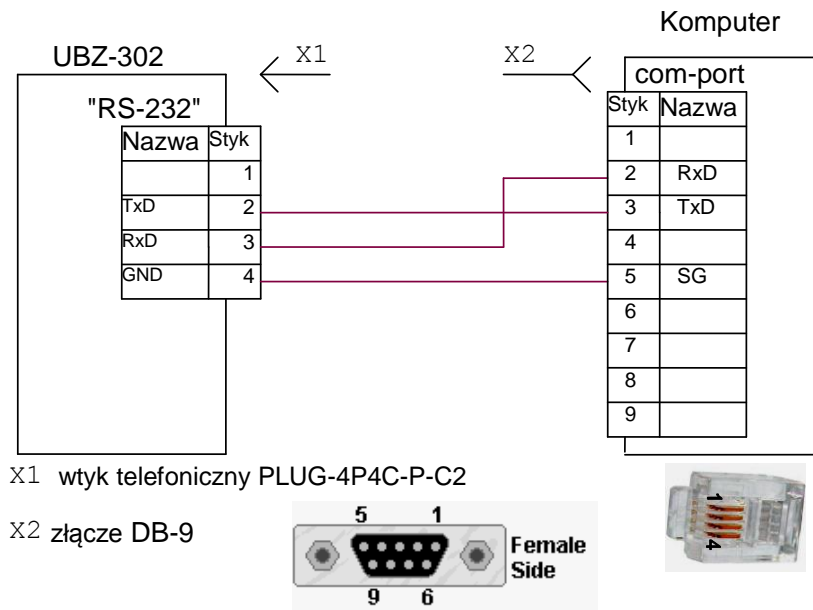 Komputer
UBZ-302
X1
X2
com-port
"RS-232"
Styk Nazwa
Nazwa Styk
1
1
2 RxD
TxD 2
3 TxD
RxD 3
4
GND 4
5 SG
6
7
8
9
X1 wtyk telefoniczny PLUG-4P4C-P-C2
X2 złącze DB-9
5 1
Female
Side
9 6
1
4